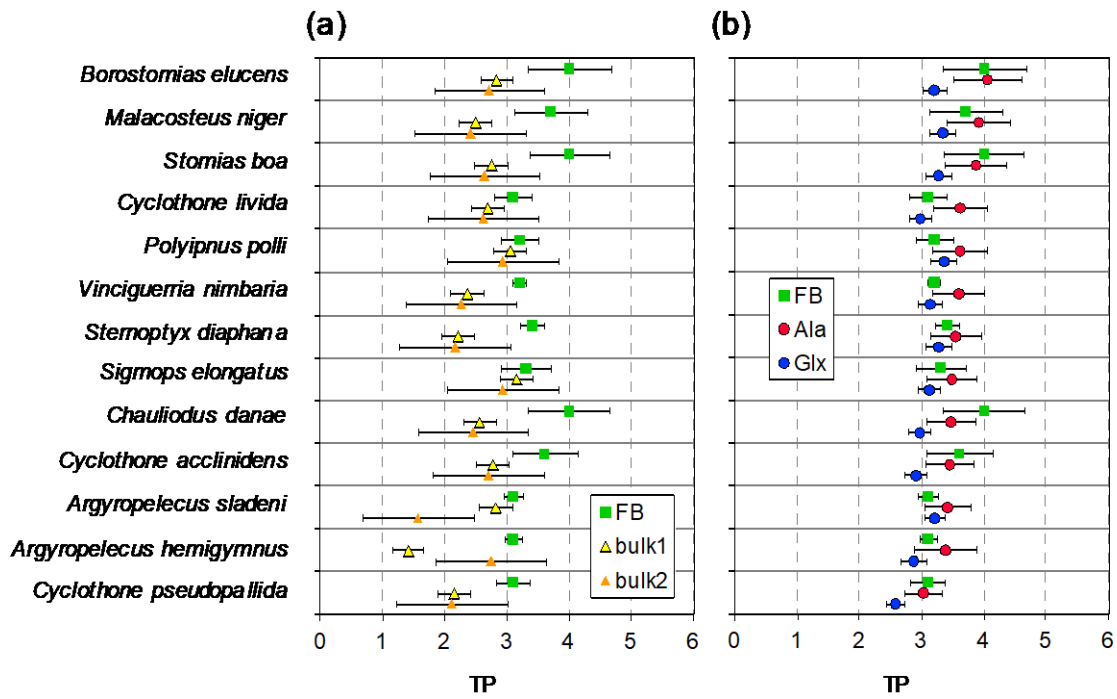 (a) (b)
Borostomias elucens
Malacosteus niger
Stomias boa
Cyclothone livida
Polyipnus polli
Vinciguerria nimbaria
Sternoptyx diaphana
Sigmops elongatus
Chauliodus danae
Cyclothone acclinidens
Argyropelecus sladeni
Argyropelecus hemigymnus
Cyclothone pseudopallida
FB
bulk1
bulk2
FB
Ala
Glx
0 1 2 3 4 5 6 0 1 2 3 4 5 6
TP TP